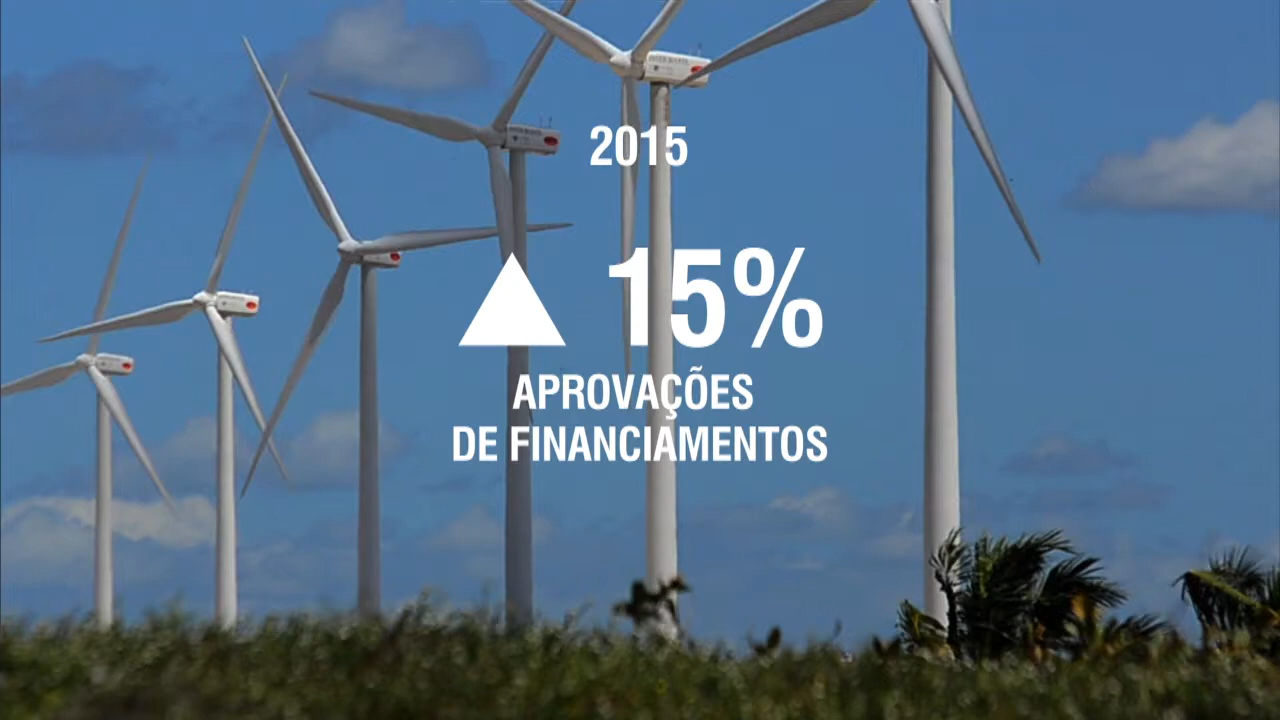 2015
▲ 15%
APROVAÇÕES
DE FINANCIAMENTOS